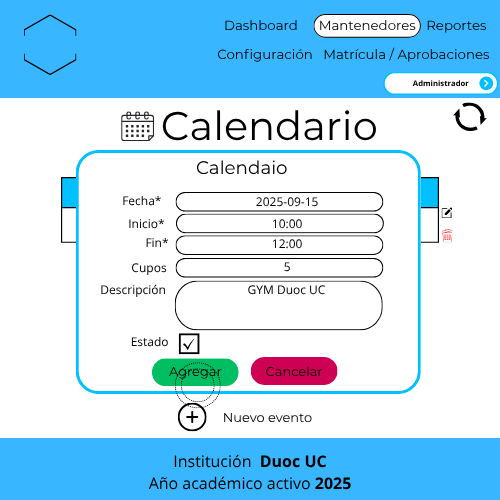 Dashboard Mantenedores Reportes
Configuración Matrícula / Aprobaciones
Administrador
Calendario
Calendaio
Fecha* 2025-09-15
Inicio* 10:00
Fin* 12:00
Cupos 5
Descripción GYM Duoc UC
Estado
Agregar Cancelar
Nuevo evento
Institución Duoc UC
Año académico activo 2025